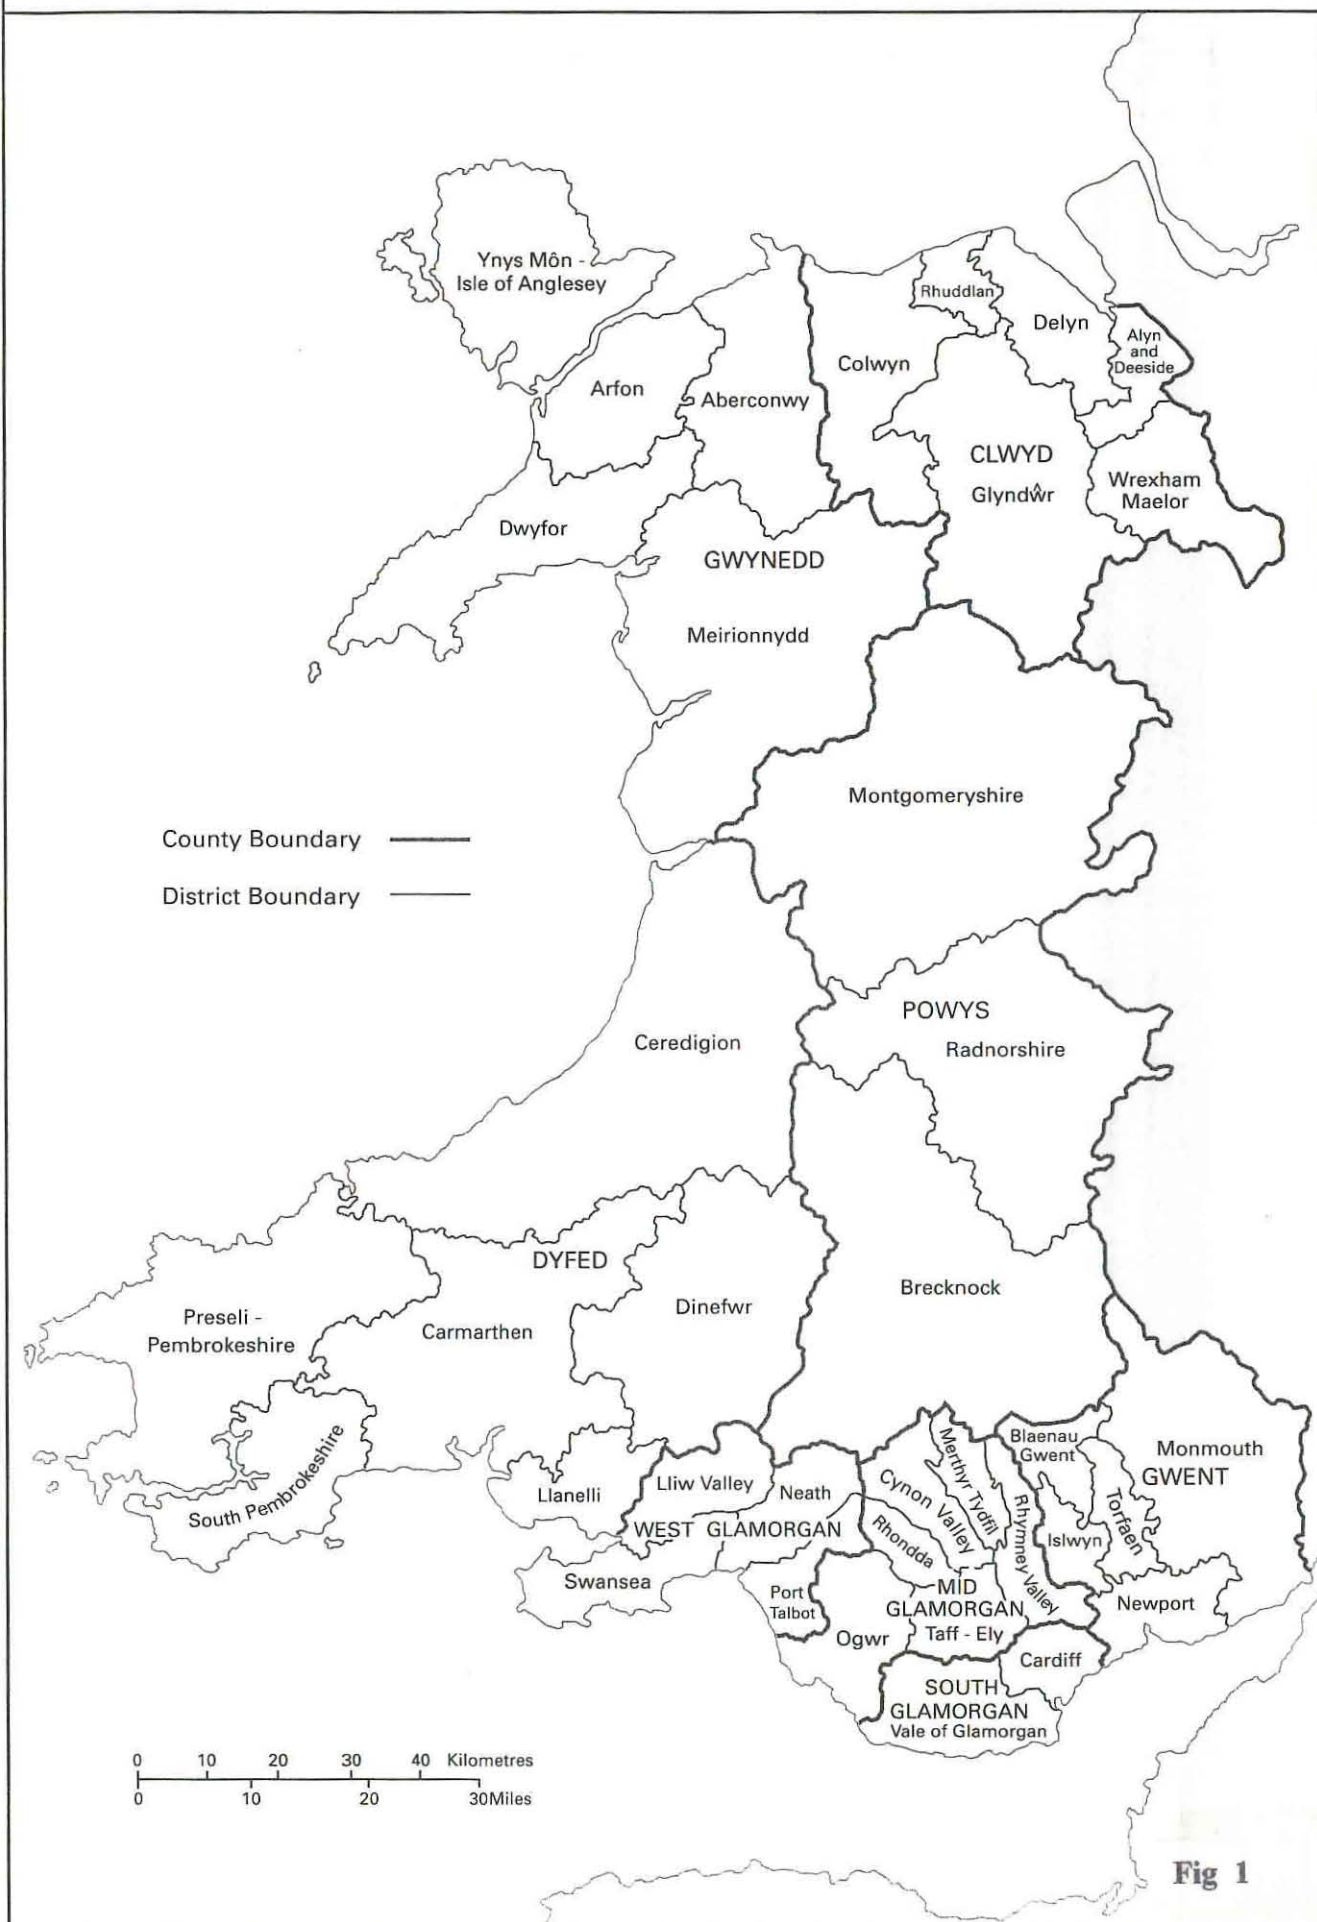 Ynys Môn -
Isle of Anglesey
Rhuddlan
Delyn
Alyn
and
Deeside
Colwyn
Arfon
Aberconwy
CLWYD
Glyndŵr
Wrexham
Maelor
Dwyfor
GWYNEDD
Meirionnydd
Montgomeryshire
County Boundary
District Boundary
POWYS
Radnorshire
Ceredigion
DYFED
Brecknock
Dinefwr
Preseli -
Pembrokeshire
Carmarthen
South Pembrokeshire
Llanelli
Lliw Valley
Neath
WEST GLAMORGAN
Swansea
Port
Talbot
Cynon Valley
Merthyr Tydfil
Rhondda
Rhymney Valley
Blaenau
Gwent
Islwyn
Torfaen
Monmouth
GWENT
Newport
MID
GLAMORGAN
Taff - Ely
Ogwr
Cardiff
SOUTH
GLAMORGAN
Vale of Glamorgan
0 10 20 30 40 Kilometres
0 10 20 30Miles
Fig 1